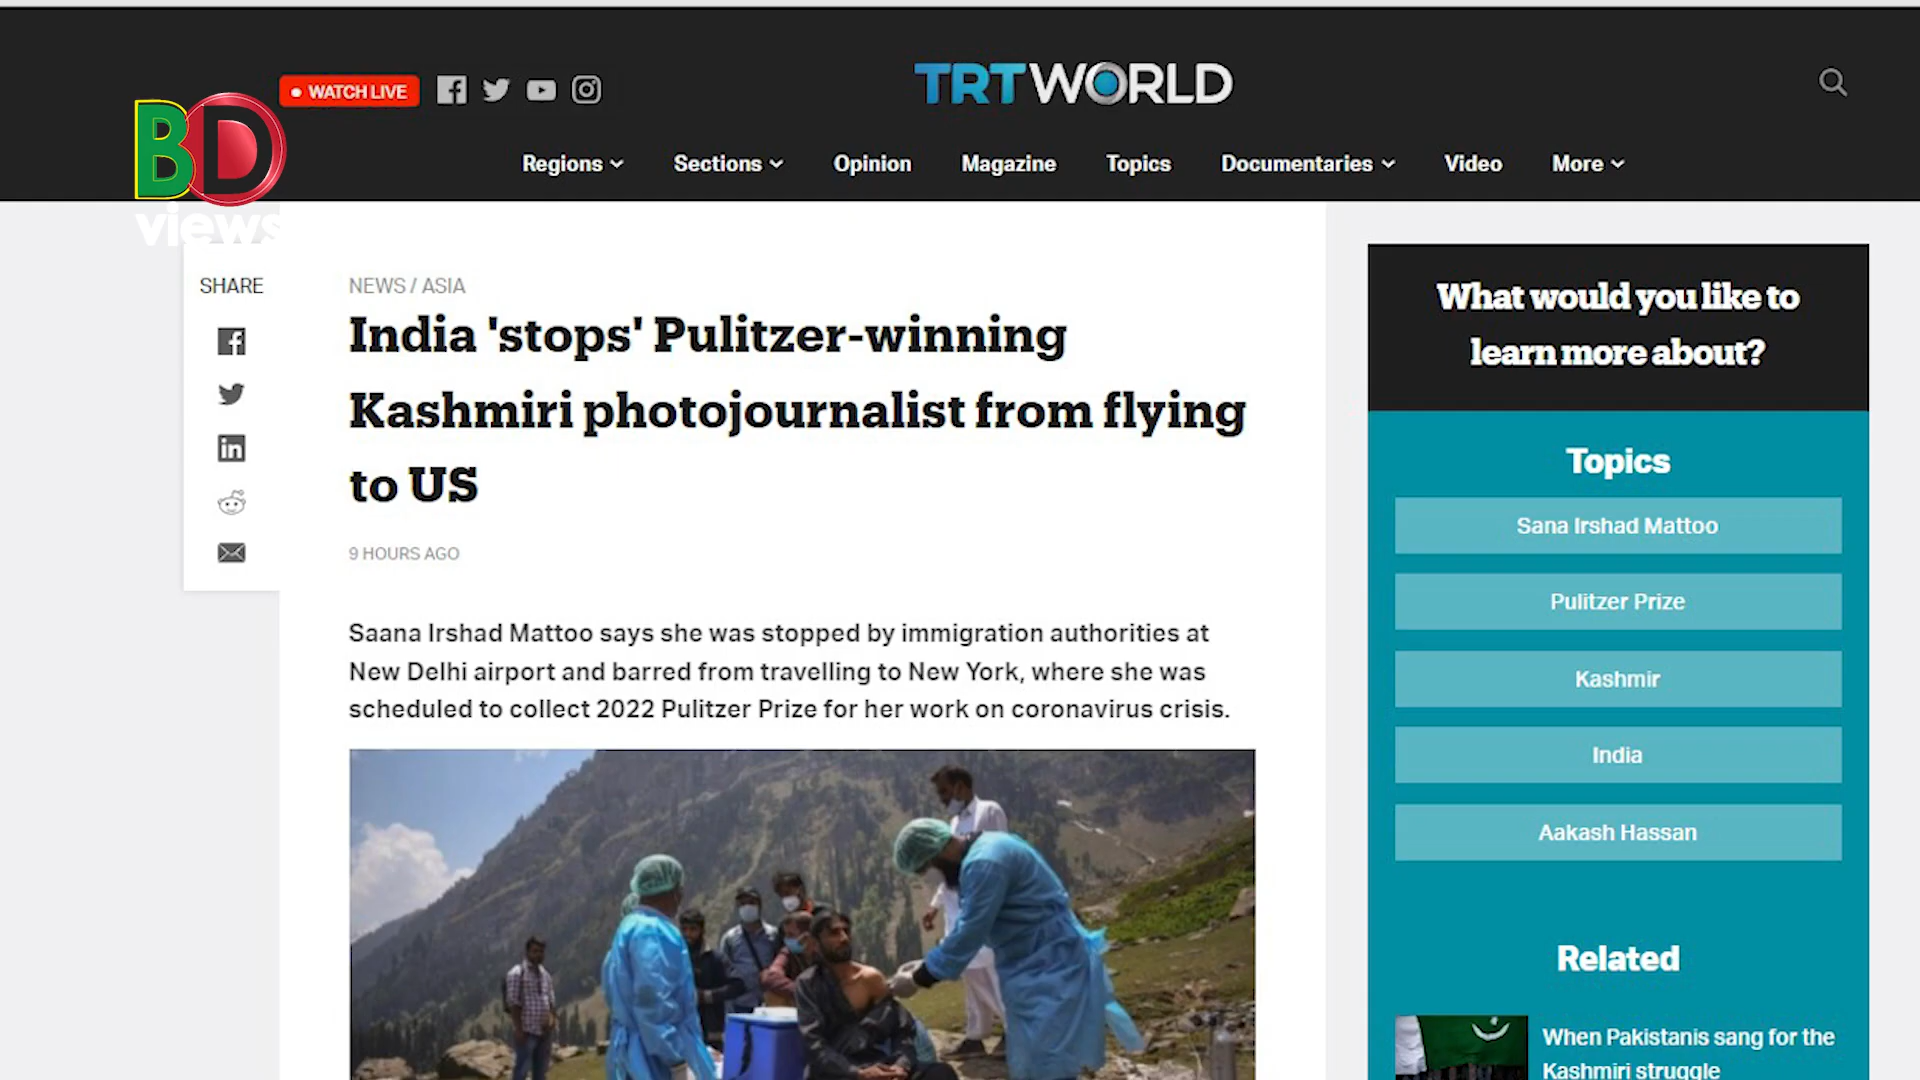 WATCH LIVE
TRTWORLD
BD
views
Regions
Sections
Opinion
Magazine
Topics
Documentaries
Video
More
SHARE
NEWS / ASIA
India 'stops' Pulitzer-winning
Kashmiri photojournalist from flying
to US
9 HOURS AGO
Saana Irshad Mattoo says she was stopped by immigration authorities at
New Delhi airport and barred from travelling to New York, where she was
scheduled to collect 2022 Pulitzer Prize for her work on coronavirus crisis.
What would you like to
learn more about?
Topics
Sana Irshad Mattoo
Pulitzer Prize
Kashmir
India
Aakash Hassan
Related
When Pakistanis sang for the
Kashmiri struggle